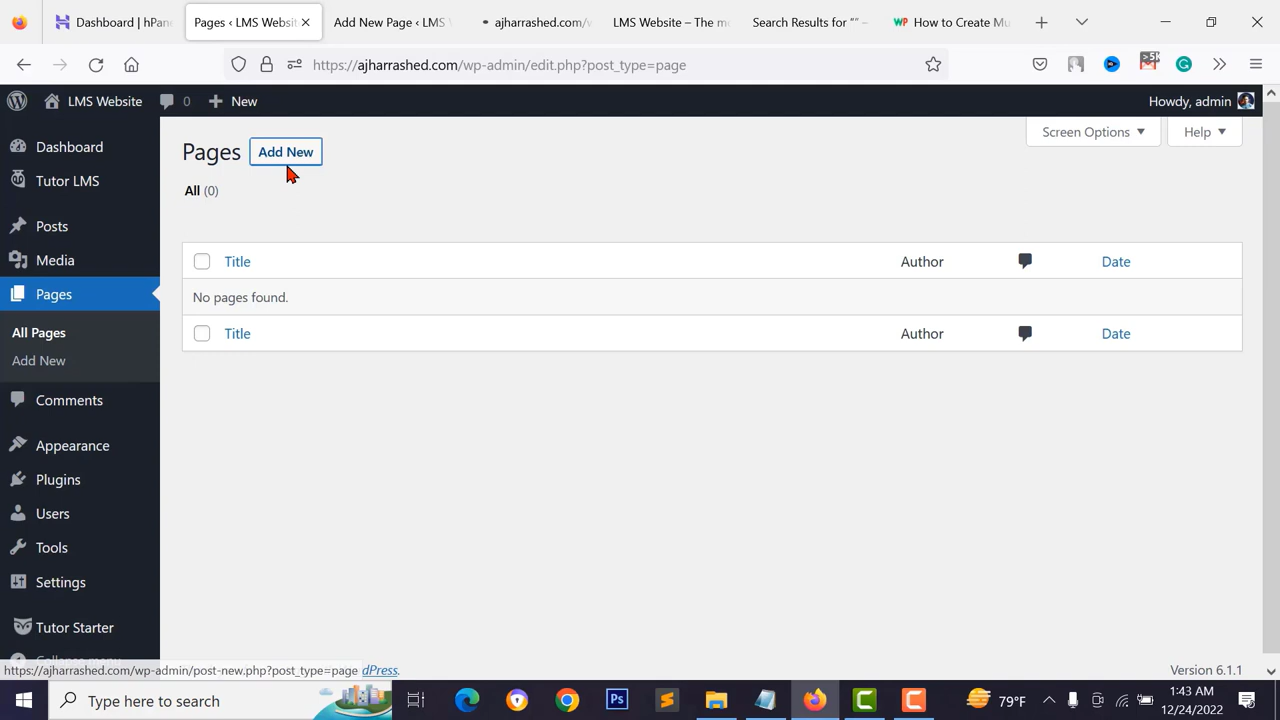 Dashboard | hPan
Pages ‹ LMS Websit
Add New Page ‹ LMS W
ajharrashed.com/w
LMS Website – The m
Search Results for “” –
WP How to Create Mu
https://ajharrashed.com/wp-admin/edit.php?post_type=page
>5K
LMS Website
0
New
Howdy, admin
Dashboard
Tutor LMS
Posts
Media
Pages
All Pages
Add New
Comments
Appearance
Plugins
Users
Tools
Settings
Tutor Starter
Pages
Add New
Screen Options
Help
All (0)
Title
Author
Date
No pages found.
Title
Author
Date
https://ajharrashed.com/wp-admin/post-new.php?post_type=page
dPress.
Version 6.1.1
Type here to search
Ps
79°F
1:43 AM
12/24/2022